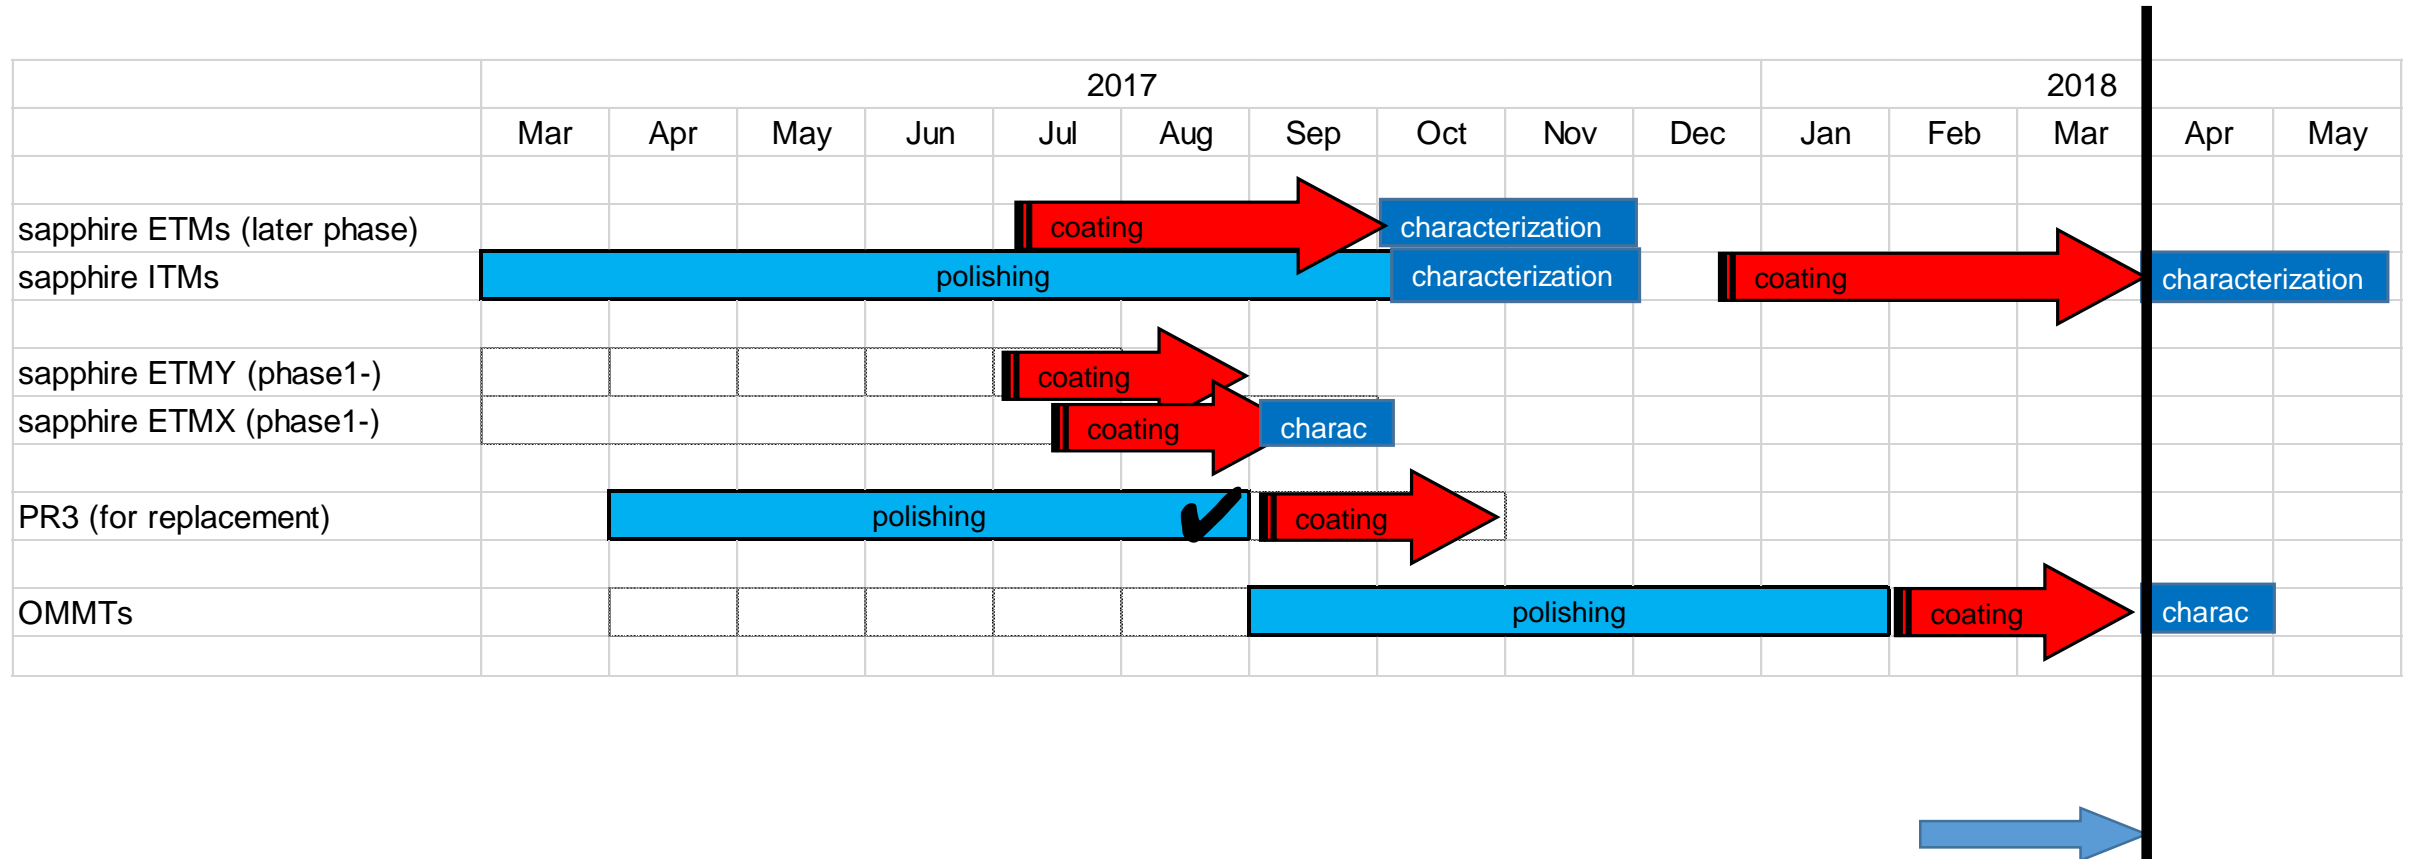 2017 2018
Mar Apr May Jun Jul Aug Sep Oct Nov Dec Jan Feb Mar Apr May
sapphire ETMs (later phase) coating characterization
sapphire ITMs polishing characterization coating characterization
sapphire ETMY (phase1-) coating
sapphire ETMX (phase1-) coating charac
PR3 (for replacement) polishing coating
OMMTs polishing coating charac